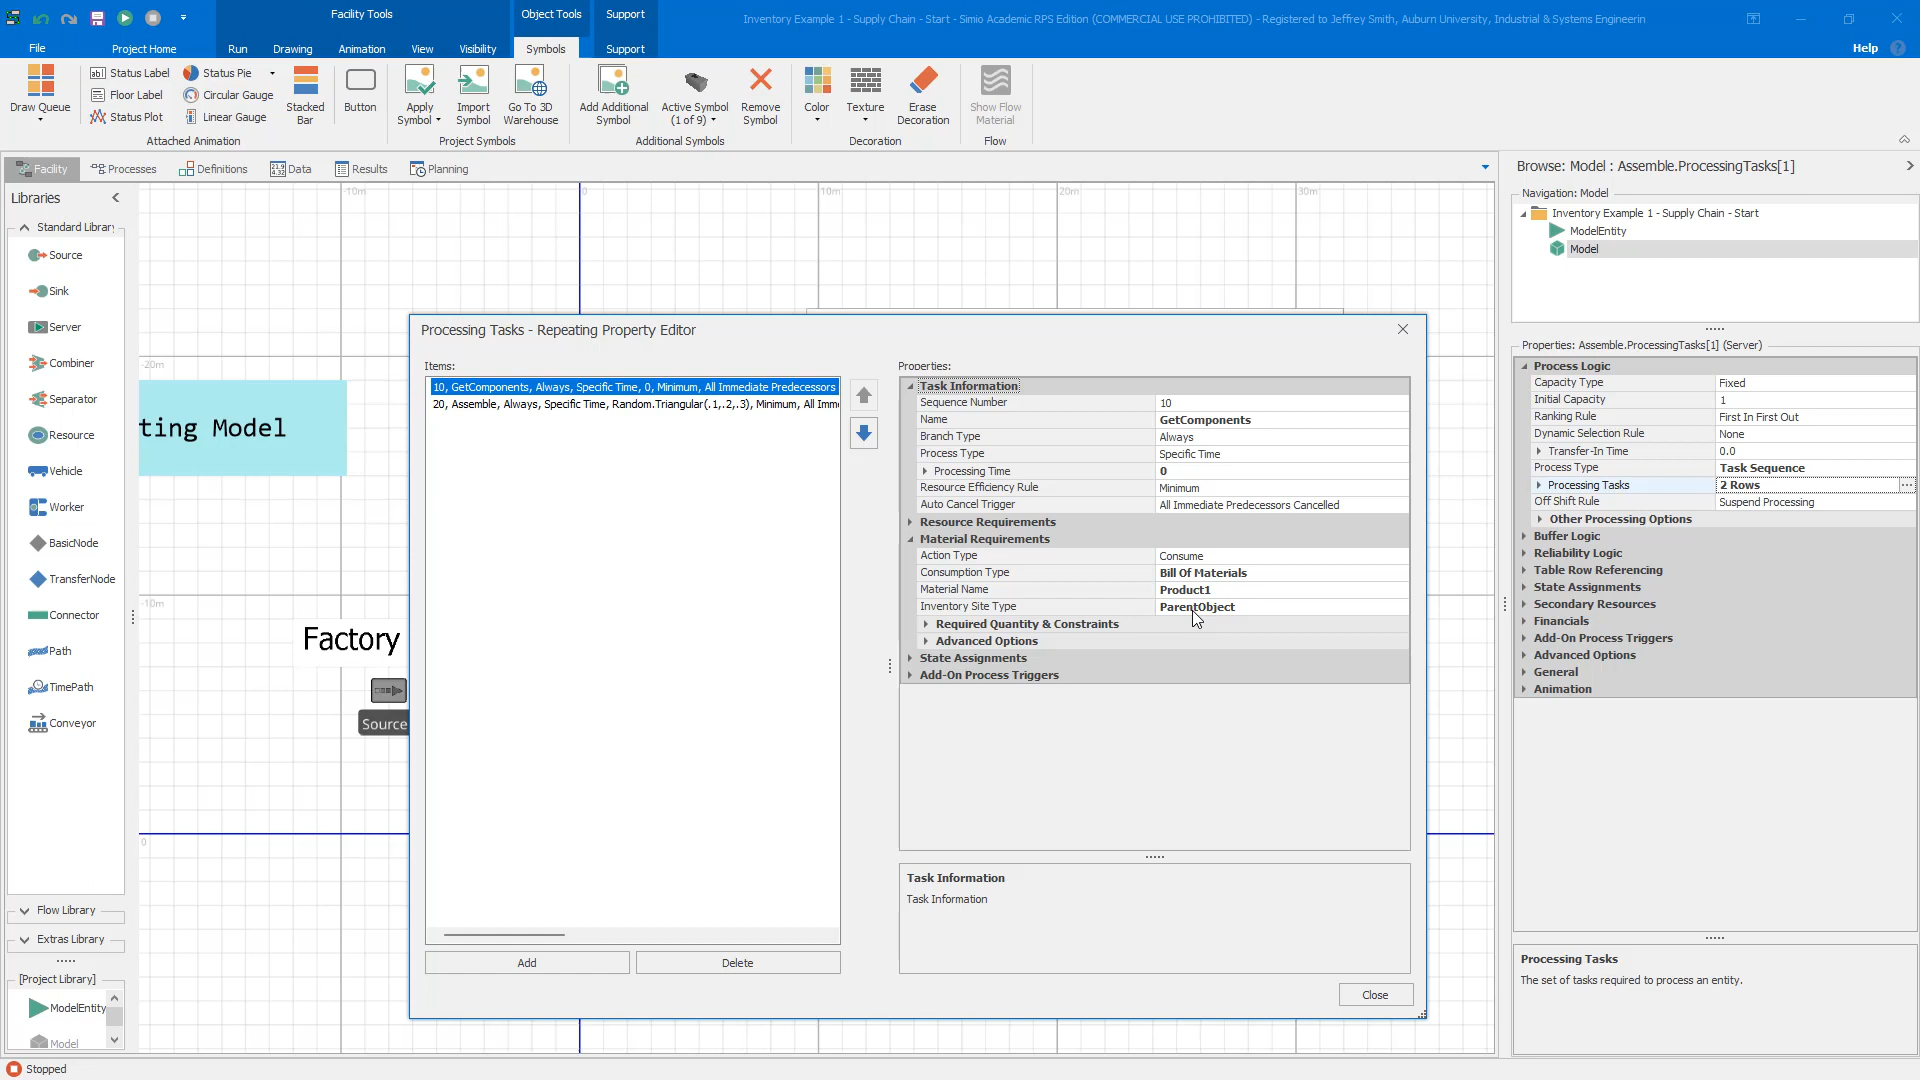 Facility Tools
Object Tools
Support
Inventory Example 1 - Supply Chain - Start - Simio Academic RPS Edition (COMMERCIAL USE PROHIBITED) - Registered to Jeffrey Smith, Auburn University, Industrial & Systems Engineerin
File
Project Home
Run
Drawing
Animation
View
Visibility
Symbols
Support
Help
Draw Queue
Status Label
Floor Label
Status Plot
Status Pie
Circular Gauge
Linear Gauge
Stacked Bar
Button
Apply Symbol
Import Symbol
Go To 3D Warehouse
Add Additional Symbol
Active Symbol (1 of 9)
Remove Symbol
Color
Texture
Erase Decoration
Show Flow Material
Attached Animation
Project Symbols
Additional Symbols
Decoration
Flow
Facility
Processes
Definitions
Data
Results
Planning
Libraries
Standard Library
Source
Sink
Server
Combiner
Separator
Resource
Vehicle
Worker
BasicNode
TransferNode
Connector
Path
TimePath
Conveyor
Flow Library
Extras Library
[Project Library]
ModelEntity
Model
Stopped
-10m
0
10m
20m
30m
-20m
-10m
0
ting Model
Factory
Source
Processing Tasks - Repeating Property Editor
Items:
10, GetComponents, Always, Specific Time, 0, Minimum, All Immediate Predecessors
20, Assemble, Always, Specific Time, Random.Triangular(.1,.2,.3), Minimum, All Imme
Add
Delete
Properties:
Task Information
Sequence Number 10
Name GetComponents
Branch Type Always
Process Type Specific Time
Processing Time 0
Resource Efficiency Rule Minimum
Auto Cancel Trigger All Immediate Predecessors Cancelled
Resource Requirements
Material Requirements
Action Type Consume
Consumption Type Bill Of Materials
Material Name Product1
Inventory Site Type ParentObject
Required Quantity & Constraints
Advanced Options
State Assignments
Add-On Process Triggers
Task Information
Task Information
Close
Browse: Model : Assemble.ProcessingTasks[1]
Navigation: Model
Inventory Example 1 - Supply Chain - Start
ModelEntity
Model
Properties: Assemble.ProcessingTasks[1] (Server)
Process Logic
Capacity Type Fixed
Initial Capacity 1
Ranking Rule First In First Out
Dynamic Selection Rule None
Transfer-In Time 0.0
Process Type Task Sequence
Processing Tasks 2 Rows
Off Shift Rule Suspend Processing
Other Processing Options
Buffer Logic
Reliability Logic
Table Row Referencing
State Assignments
Secondary Resources
Financials
Add-On Process Triggers
Advanced Options
General
Animation
Processing Tasks
The set of tasks required to process an entity.